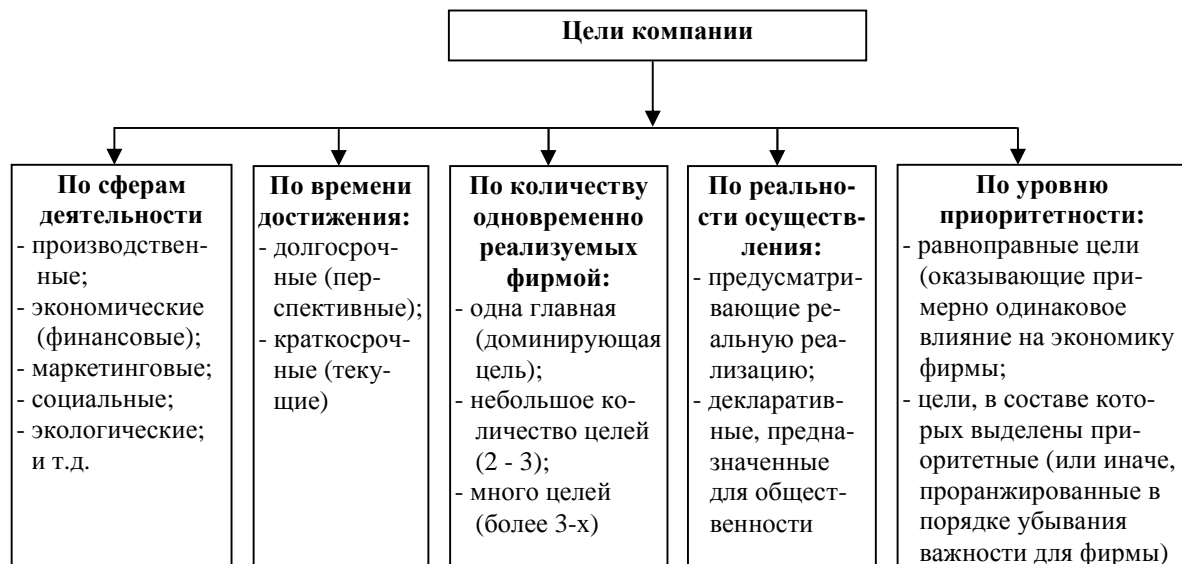 Цели компании
По сферам
деятельности
- производствен-
ные;
- экономические
(финансовые);
- маркетинговые;
- социальные;
- экологические;
и т.д.
По времени
достижения:
- долгосроч-
ные (пер-
спективные);
- краткосроч-
ные (теку-
щие)
По количеству
одновременно
реализуемых
фирмой:
- одна главная
(доминирующая
цель);
- небольшое ко-
личество целей
(2 - 3);
- много целей
(более 3-х)
По реально-
сти осуществ-
ления:
- предусматри-
вающие ре-
альную реа-
лизацию;
- декларатив-
ные, предна-
значенные
для общест-
венности
По уровню
приоритетности:
- равноправные цели
(оказывающие при-
мерно одинаковое
влияние на экономику
фирмы;
- цели, в составе кото-
рых выделены при-
оритетные (или иначе,
проранжированные в
порядке убывания
важности для фирмы)